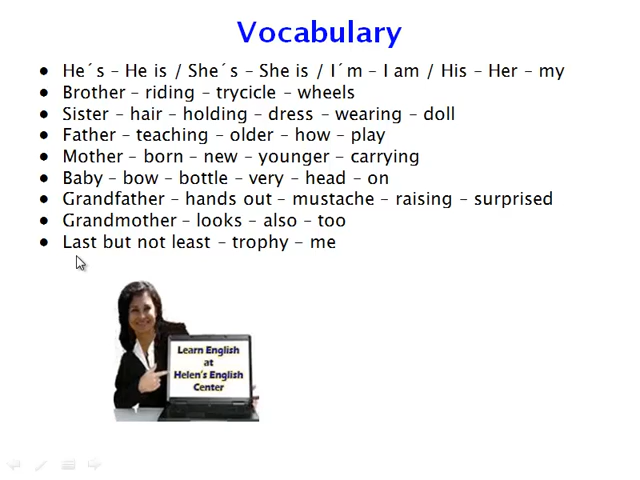 Vocabulary
● He´s – He is / She´s – She is / I´m – I am / His – Her – my
● Brother – riding – trycicle – wheels
● Sister – hair – holding – dress – wearing – doll
● Father – teaching – older – how – play
● Mother – born – new – younger – carrying
● Baby – bow – bottle – very – head – on
● Grandfather – hands out – mustache – raising – surprised
● Grandmother – looks – also – too
● Last but not least – trophy – me
Learn English
at
Helen's English
Center